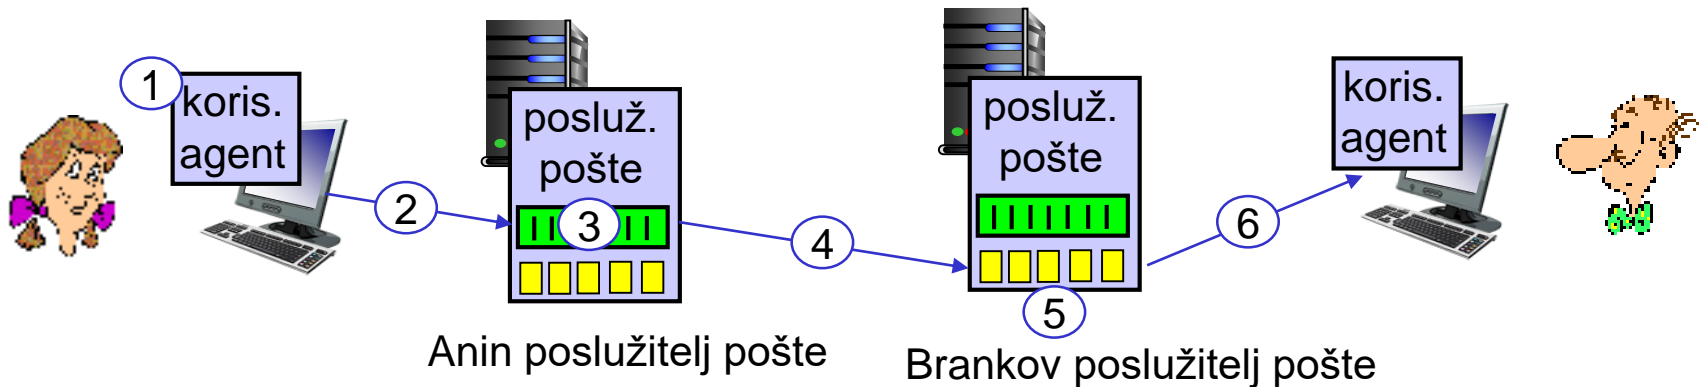 1
koris.
agent
2
posluž.
pošte
3
Anin poslužitelj pošte
4
posluž.
pošte
5
Brankov poslužitelj pošte
6
koris.
agent